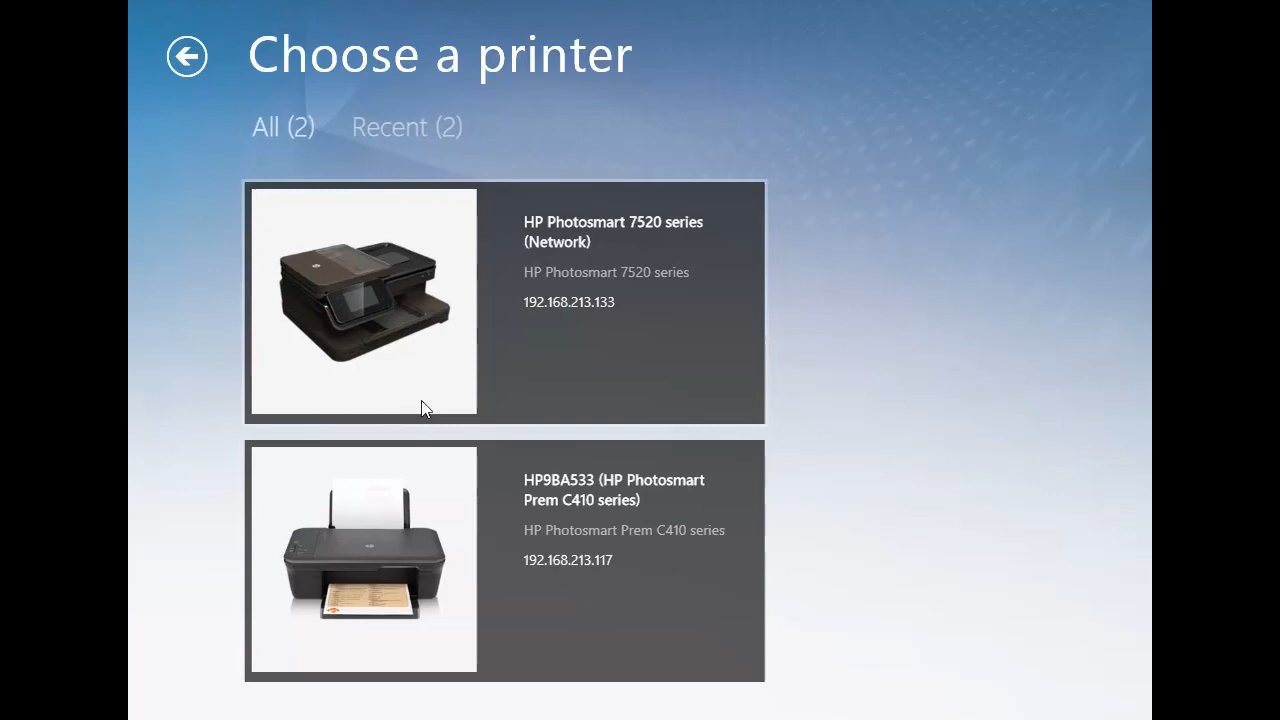 Choose a printer
All (2) Recent (2)
HP Photosmart 7520 series
(Network)
HP Photosmart 7520 series
192.168.213.133
HP9BA533 (HP Photosmart
Prem C410 series)
HP Photosmart Prem C410 series
192.168.213.117